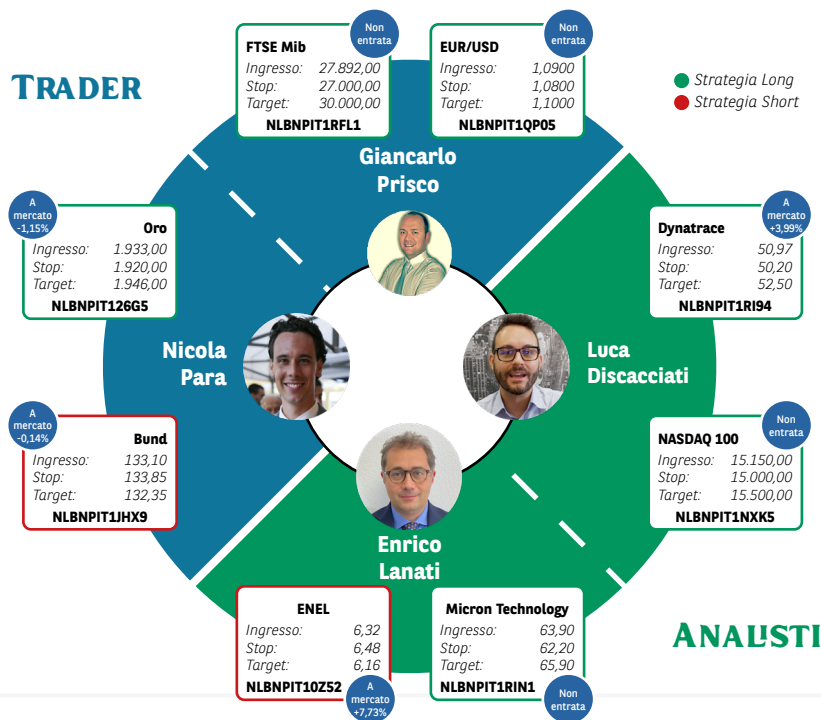 TRADER
FTSE Mib
Non
entrata
Ingresso: 27.892,00
Stop: 27.000,00
Target: 30.000,00
NLBNPIT1RFL1
EUR/USD
Non
entrata
Ingresso: 1,0900
Stop: 1,0800
Target: 1,1000
NLBNPIT1QP05
Strategia Long
Strategia Short
Giancarlo
Prisco
A
mercato
-1,15%
Oro
Ingresso: 1.933,00
Stop: 1.920,00
Target: 1.946,00
NLBNPIT126G5
Dynatrace
A
mercato
+3,99%
Ingresso: 50,97
Stop: 50,20
Target: 52,50
NLBNPIT1RI94
Nicola
Para
Luca
Discacciati
A
mercato
-0,14%
Bund
Ingresso: 133,10
Stop: 133,85
Target: 132,35
NLBNPIT1JHX9
NASDAQ 100
Non
entrata
Ingresso: 15.150,00
Stop: 15.000,00
Target: 15.500,00
NLBNPIT1NXK5
Enrico
Lanati
ENEL
Ingresso: 6,32
Stop: 6,48
Target: 6,16
NLBNPIT10Z52
A
mercato
+7,73%
Micron Technology
Ingresso: 63,90
Stop: 62,20
Target: 65,90
NLBNPIT1RIN1
Non
entrata
ANALISTI